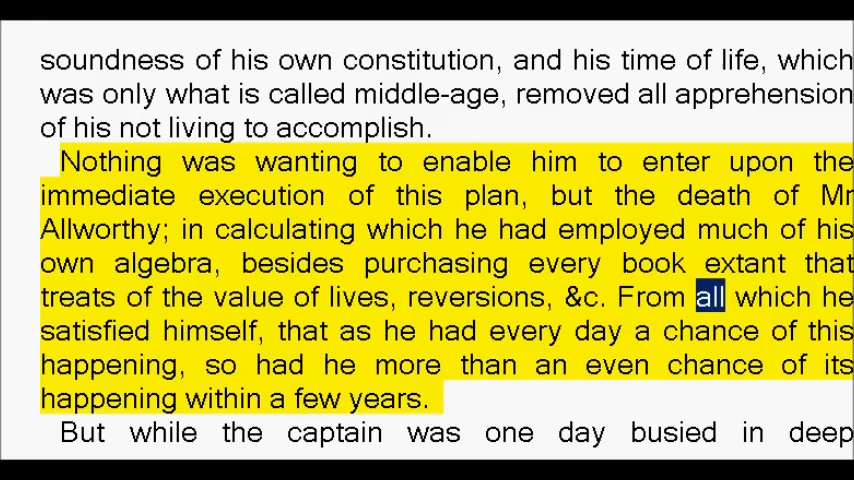 soundness of his own constitution, and his time of life, which
was only what is called middle-age, removed all apprehension
of his not living to accomplish.
Nothing was wanting to enable him to enter upon the
immediate execution of this plan, but the death of Mr
Allworthy; in calculating which he had employed much of his
own algebra, besides purchasing every book extant that
treats of the value of lives, reversions, &c. From all which he
satisfied himself, that as he had every day a chance of this
happening, so had he more than an even chance of its
happening within a few years.
But while the captain was one day busied in deep